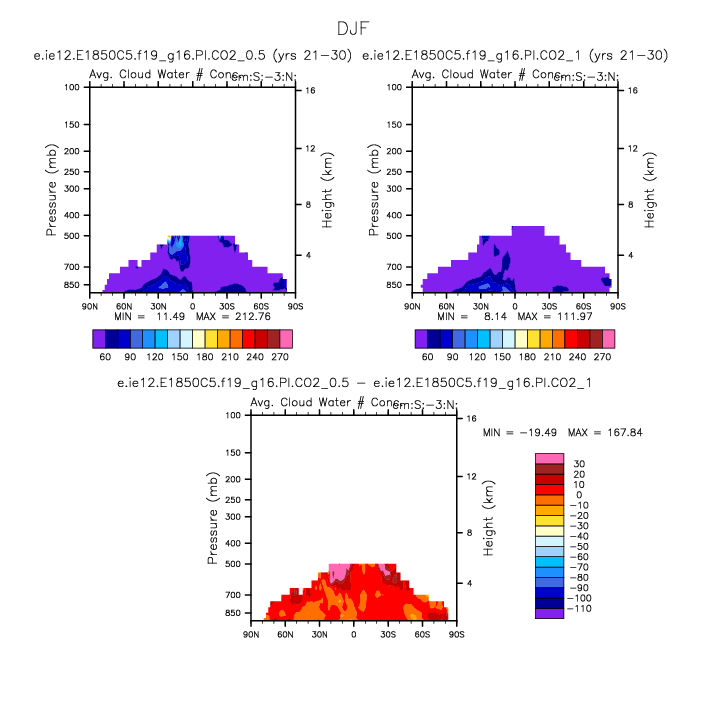 DJF
e.ie12.E1850C5.f19_g16.PI.CO2_0.5 (yrs 21-30)
e.ie12.E1850C5.f19_g16.PI.CO2_1 (yrs 21-30)
Avg. Cloud Water # Conc. cm:S:-3:N:
Avg. Cloud Water # Conc. cm:S:-3:N:
Pressure (mb)
100
150
200
250
300
400
500
700
850
16
12
8
4
Height (km)
90N 60N 30N 0 30S 60S 90S
MIN = 11.49 MAX = 212.76
60 90 120 150 180 210 240 270
Pressure (mb)
100
150
200
250
300
400
500
700
850
16
12
8
4
Height (km)
90N 60N 30N 0 30S 60S 90S
MIN = 8.14 MAX = 111.97
60 90 120 150 180 210 240 270
e.ie12.E1850C5.f19_g16.PI.CO2_0.5 - e.ie12.E1850C5.f19_g16.PI.CO2_1
Avg. Cloud Water # Conc. cm:S:-3:N:
Pressure (mb)
100
150
200
250
300
400
500
700
850
16
12
8
4
Height (km)
90N 60N 30N 0 30S 60S 90S
MIN = -19.49 MAX = 167.84
30
20
10
0
-10
-20
-30
-40
-50
-60
-70
-80
-90
-100
-110